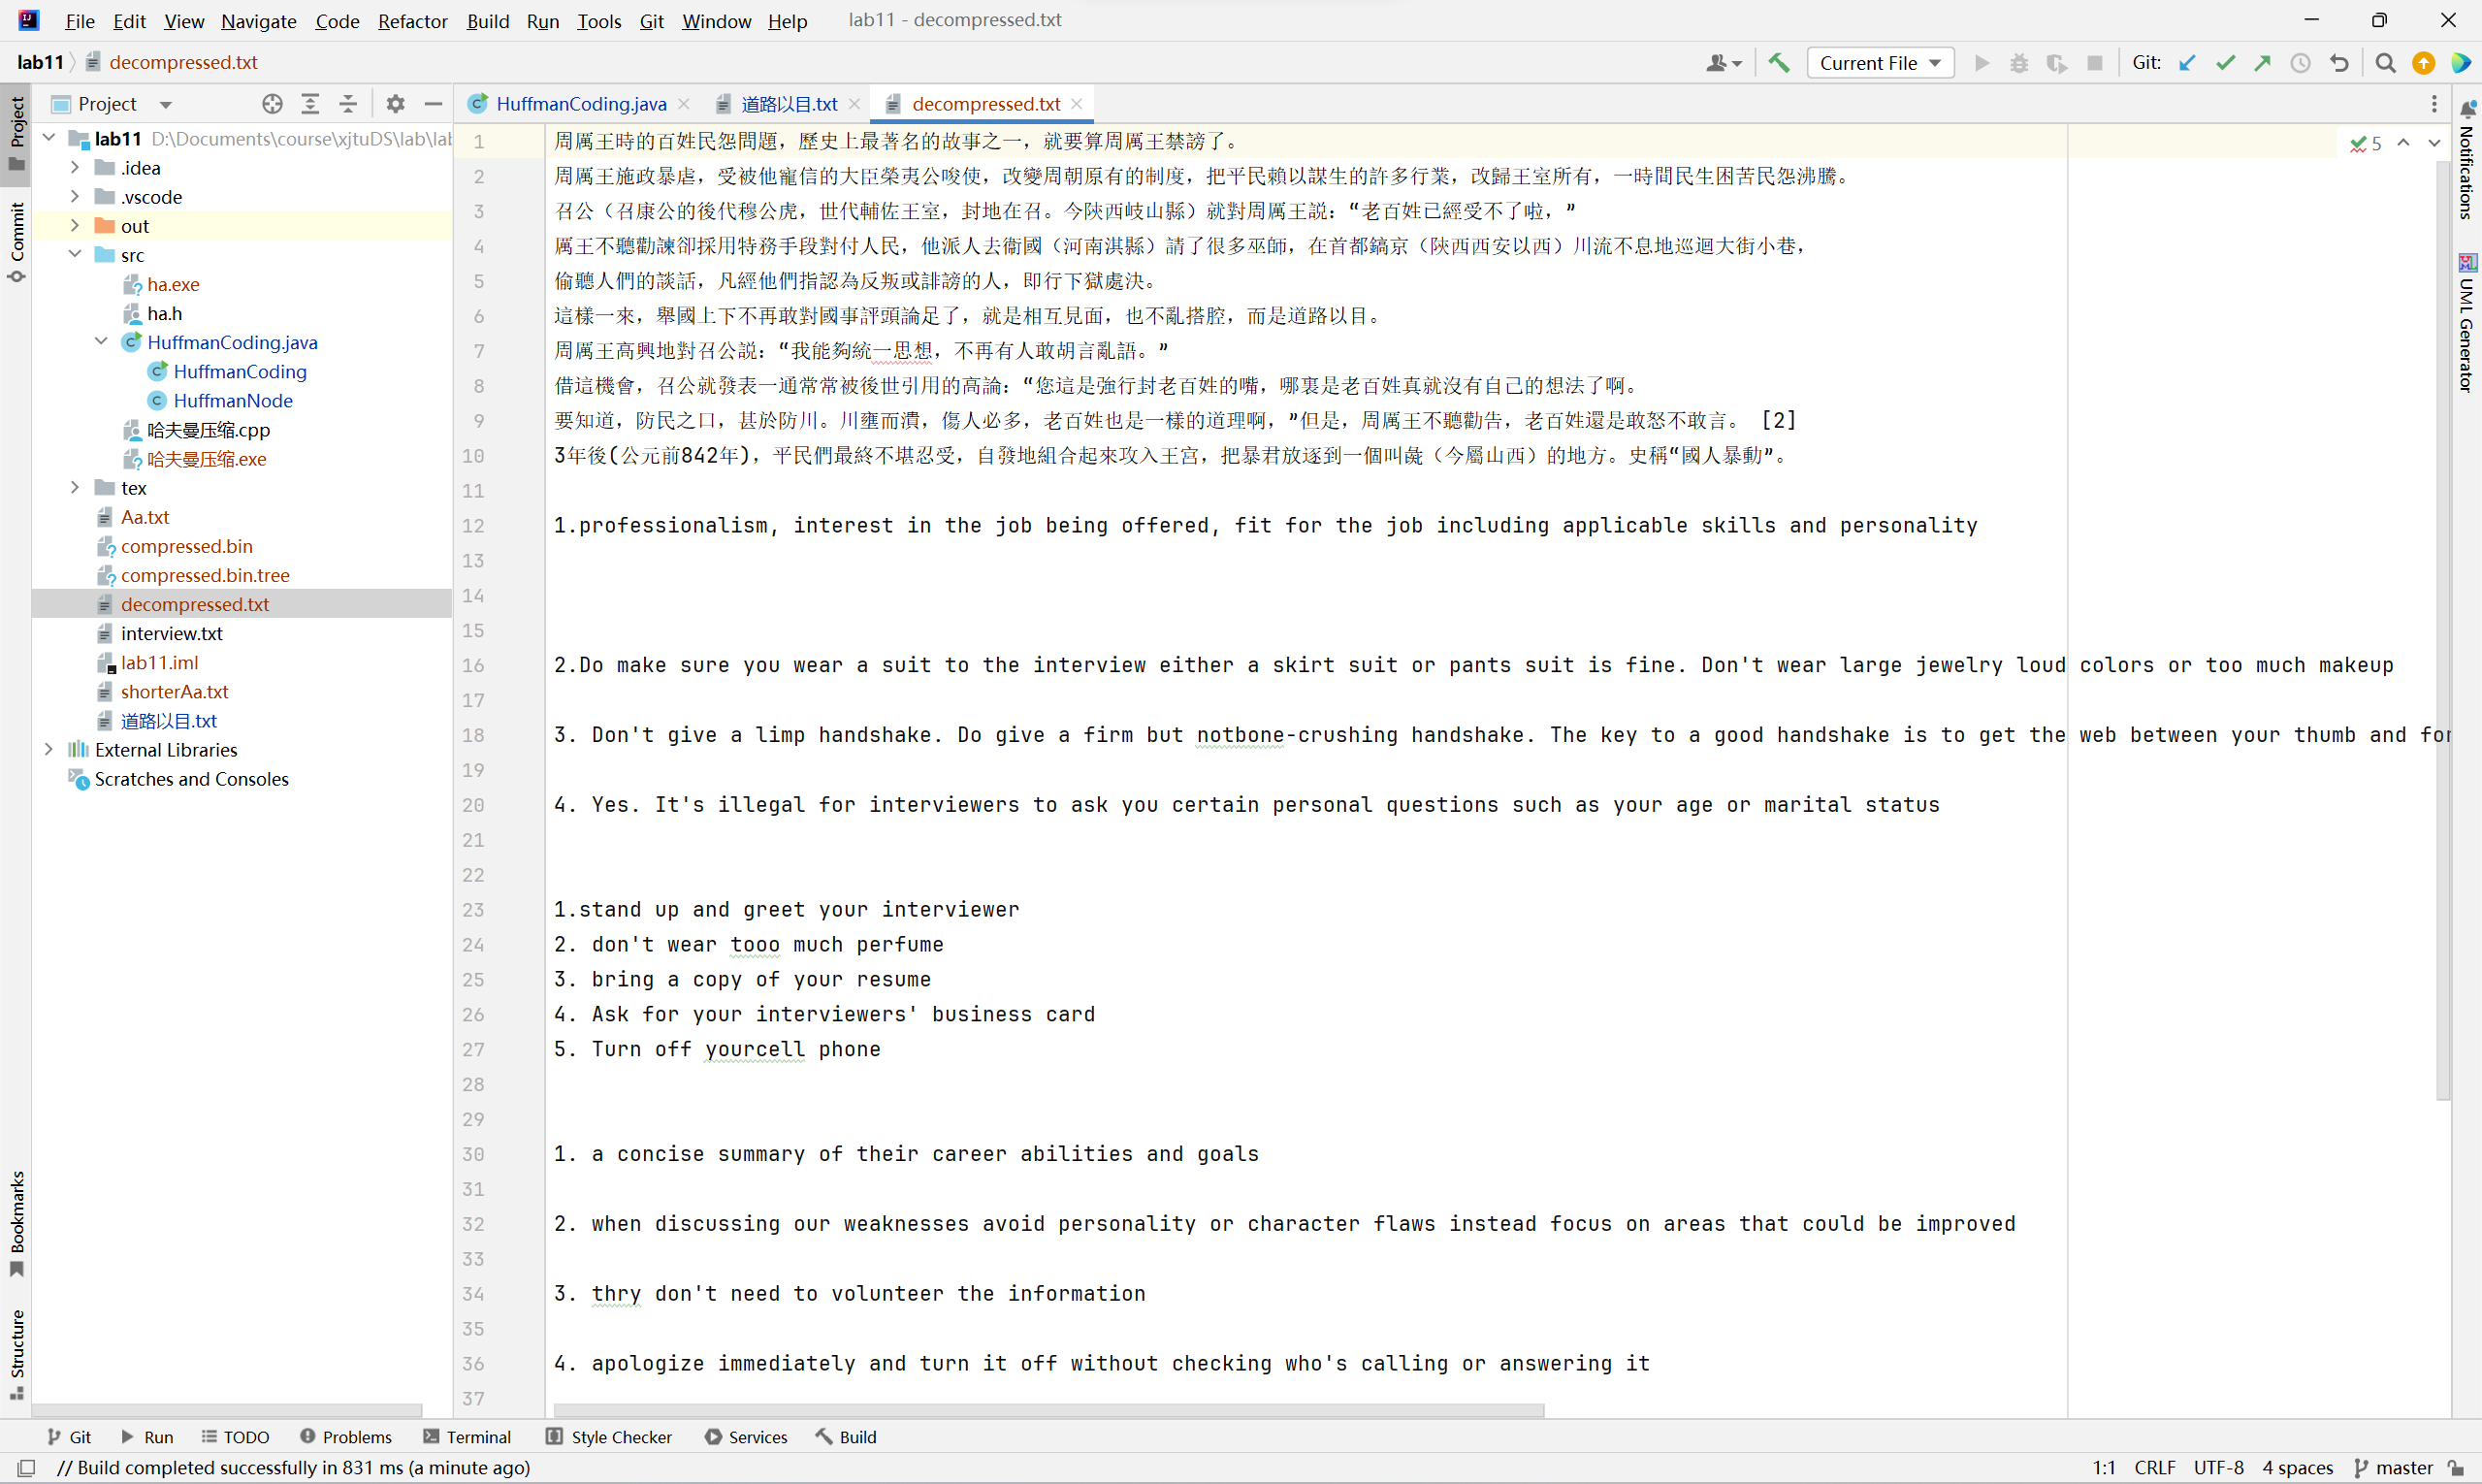 File Edit View Navigate Code Refactor Build Run Tools Git Window Help lab11 - decompressed.txt
lab11 decompressed.txt Current File Git:
Project HuffmanCoding.java 道路以目.txt decompressed.txt
Project
Commit
Bookmarks
Structure
lab11 D:\Documents\course\xjtuDS\lab\lab
.idea
.vscode
out
src
ha.exe
ha.h
HuffmanCoding.java
HuffmanCoding
HuffmanNode
哈夫曼压缩.cpp
哈夫曼压缩.exe
tex
Aa.txt
compressed.bin
compressed.bin.tree
decompressed.txt
interview.txt
lab11.iml
shorterAa.txt
道路以目.txt
External Libraries
Scratches and Consoles
5
1 周厲王時的百姓民怨問題，歷史上最著名的故事之一，就要算周厲王禁謗了。
2 周厲王施政暴虐，受被他寵信的大臣榮夷公唆使，改變周朝原有的制度，把平民賴以謀生的許多行業，改歸王室所有，一時間民生困苦民怨沸騰。
3 召公（召康公的後代穆公虎，世代輔佐王室，封地在召。今陝西岐山縣）就對周厲王説：“老百姓已經受不了啦，”
4 厲王不聽勸諫卻採用特務手段對付人民，他派人去衞國（河南淇縣）請了很多巫師，在首都鎬京（陝西西安以西）川流不息地巡迴大街小巷，
5 偷聽人們的談話，凡經他們指認為反叛或誹謗的人，即行下獄處決。
6 這樣一來，舉國上下不再敢對國事評頭論足了，就是相互見面，也不亂搭腔，而是道路以目。
7 周厲王高興地對召公説：“我能夠統一思想，不再有人敢胡言亂語。”
8 借這機會，召公就發表一通常常被後世引用的高論：“您這是強行封老百姓的嘴，哪裏是老百姓真就沒有自己的想法了啊。
9 要知道，防民之口，甚於防川。川壅而潰，傷人必多，老百姓也是一樣的道理啊，”但是，周厲王不聽勸告，老百姓還是敢怒不敢言。 [2]
10 3年後(公元前842年)，平民們最終不堪忍受，自發地組合起來攻入王宫，把暴君放逐到一個叫彘（今屬山西）的地方。史稱“國人暴動”。
11
12 1.professionalism, interest in the job being offered, fit for the job including applicable skills and personality
13
14
15
16 2.Do make sure you wear a suit to the interview either a skirt suit or pants suit is fine. Don't wear large jewelry loud colors or too much makeup
17
18 3. Don't give a limp handshake. Do give a firm but notbone-crushing handshake. The key to a good handshake is to get the web between your thumb and for
19
20 4. Yes. It's illegal for interviewers to ask you certain personal questions such as your age or marital status
21
22
23 1.stand up and greet your interviewer
24 2. don't wear tooo much perfume
25 3. bring a copy of your resume
26 4. Ask for your interviewers' business card
27 5. Turn off yourcell phone
28
29
30 1. a concise summary of their career abilities and goals
31
32 2. when discussing our weaknesses avoid personality or character flaws instead focus on areas that could be improved
33
34 3. thry don't need to volunteer the information
35
36 4. apologize immediately and turn it off without checking who's calling or answering it
37
Notifications
UML Generator
Git Run TODO Problems Terminal Style Checker Services Build
// Build completed successfully in 831 ms (a minute ago) 1:1 CRLF UTF-8 4 spaces master